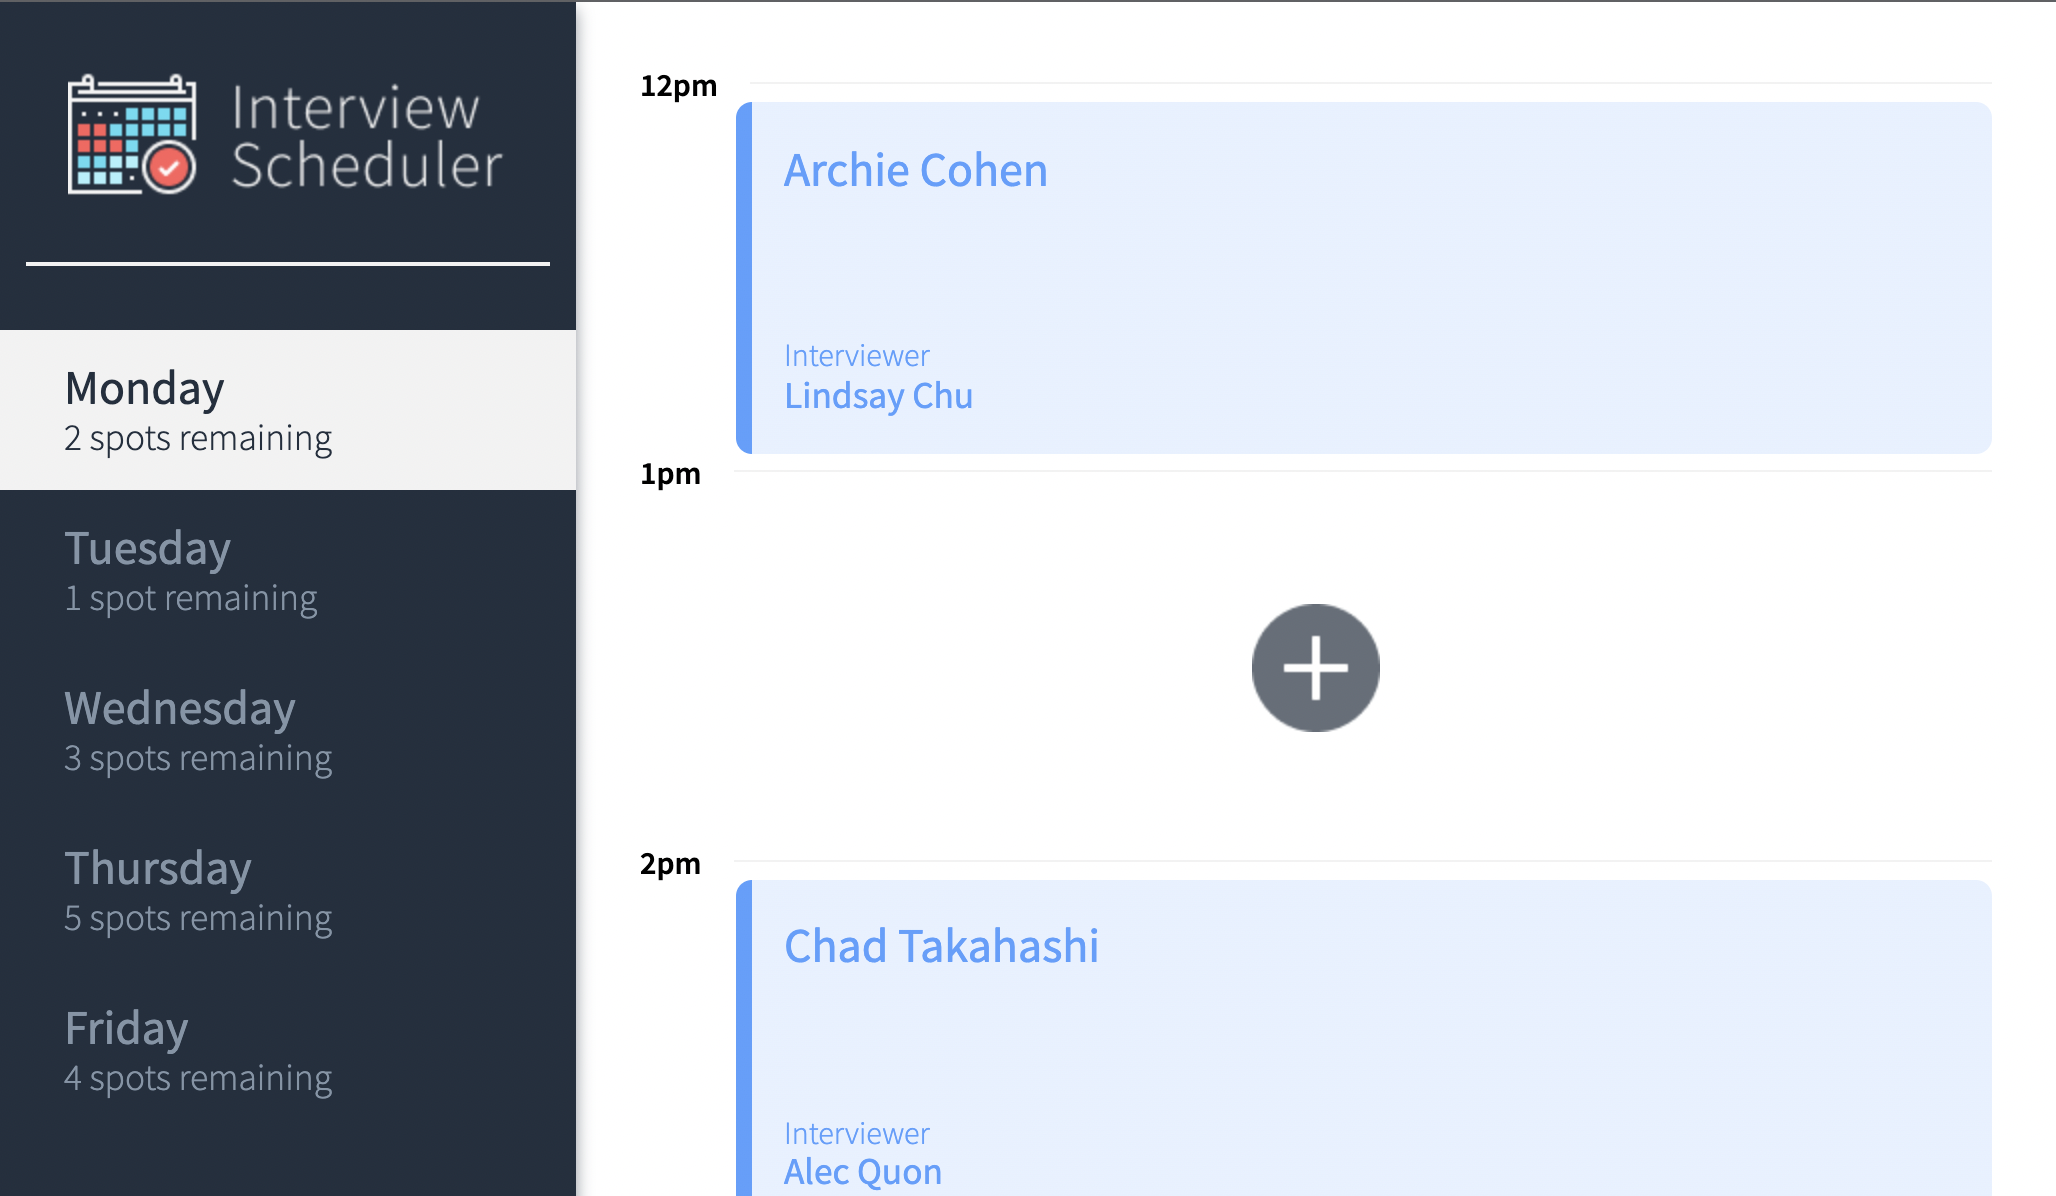 Interview
Scheduler
Monday
2 spots remaining
Tuesday
1 spot remaining
Wednesday
3 spots remaining
Thursday
5 spots remaining
Friday
4 spots remaining
12pm
Archie Cohen
Interviewer
Lindsay Chu
1pm
2pm
Chad Takahashi
Interviewer
Alec Quon